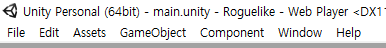 Unity Personal (64bit) - main.unity - Roguelike - Web Player <DX11
File Edit Assets GameObject Component Window Help